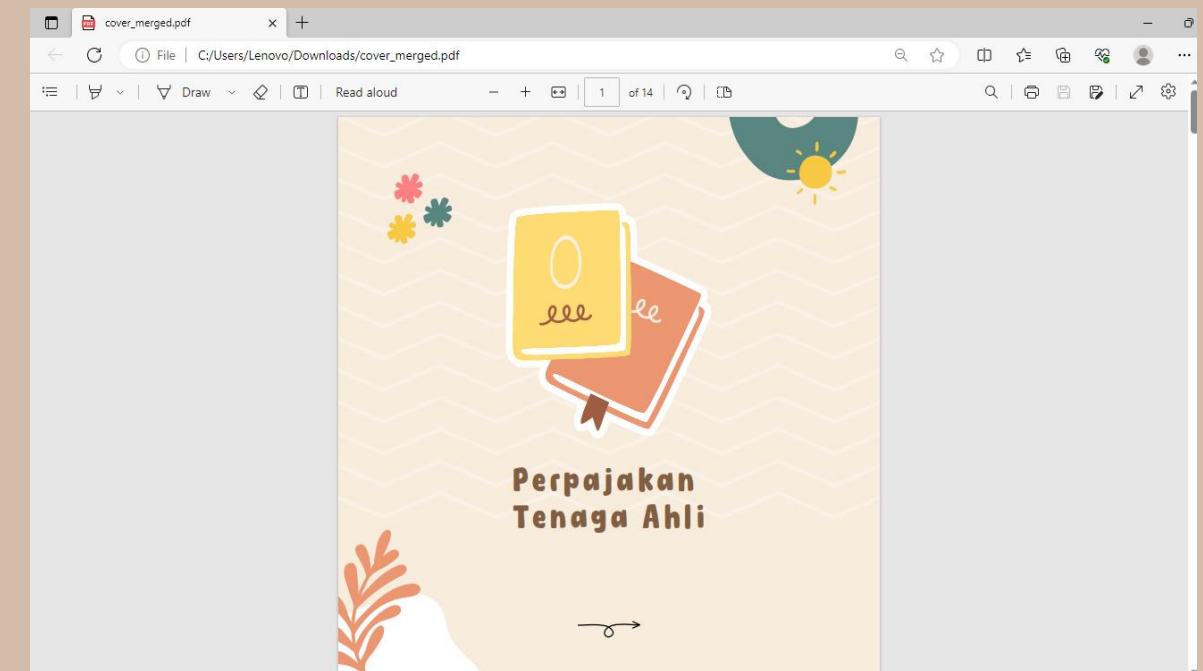 cover_merged.pdf
File C:/Users/Lenovo/Downloads/cover_merged.pdf
Draw Read aloud 1 of 14
Perpajakan
Tenaga Ahli